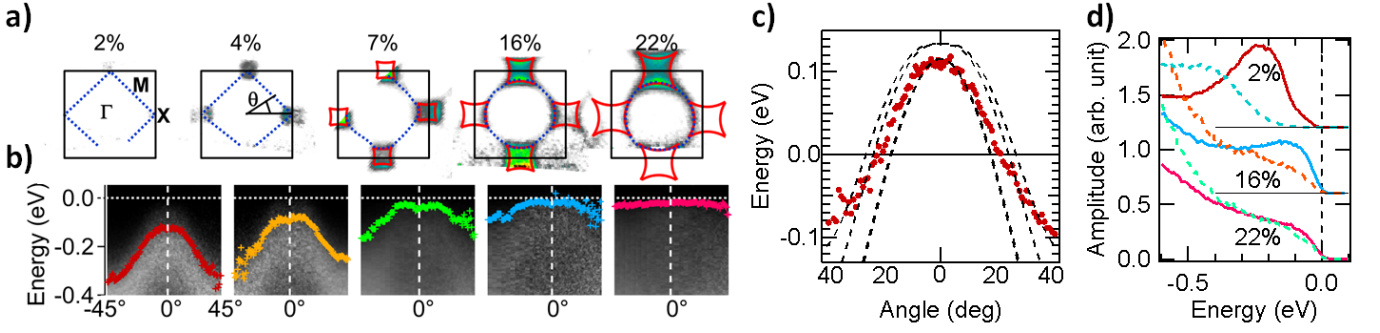 a)
2% 4% 7% 16% 22%
M
Γ
X
θ
b)
Energy (eV)
0.0
-0.2
-0.4
-45° 0° 45° 0° 0° 0° 0°
c)
Energy (eV)
0.1
0.0
-0.1
40 20 0 20 40
Angle (deg)
d)
Amplitude (arb. unit)
2.0
1.5
1.0
0.5
0.0
2%
16%
22%
-0.5 0.0
Energy (eV)